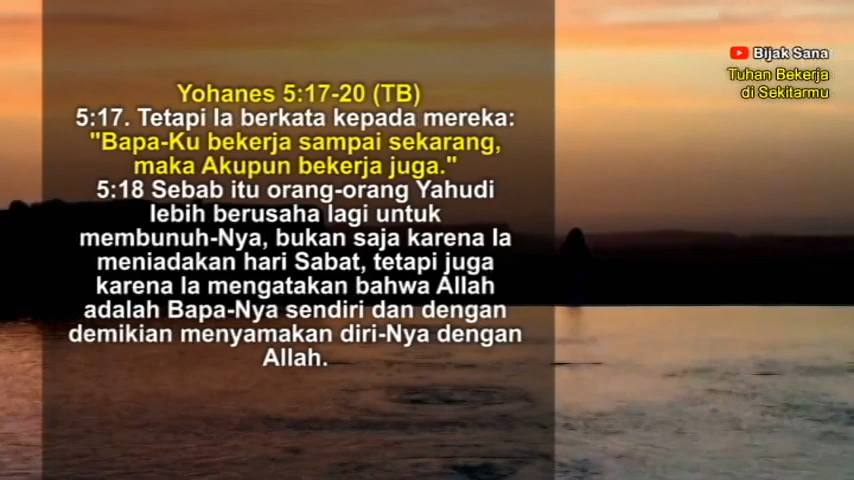 Yohanes 5:17-20 (TB)
5:17. Tetapi Ia berkata kepada mereka:
"Bapa-Ku bekerja sampai sekarang,
maka Akupun bekerja juga."
5:18 Sebab itu orang-orang Yahudi
lebih berusaha lagi untuk
membunuh-Nya, bukan saja karena Ia
meniadakan hari Sabat, tetapi juga
karena Ia mengatakan bahwa Allah
adalah Bapa-Nya sendiri dan dengan
demikian menyamakan diri-Nya dengan
Allah.
Bijak Sana
Tuhan Bekerja
di Sekitarmu